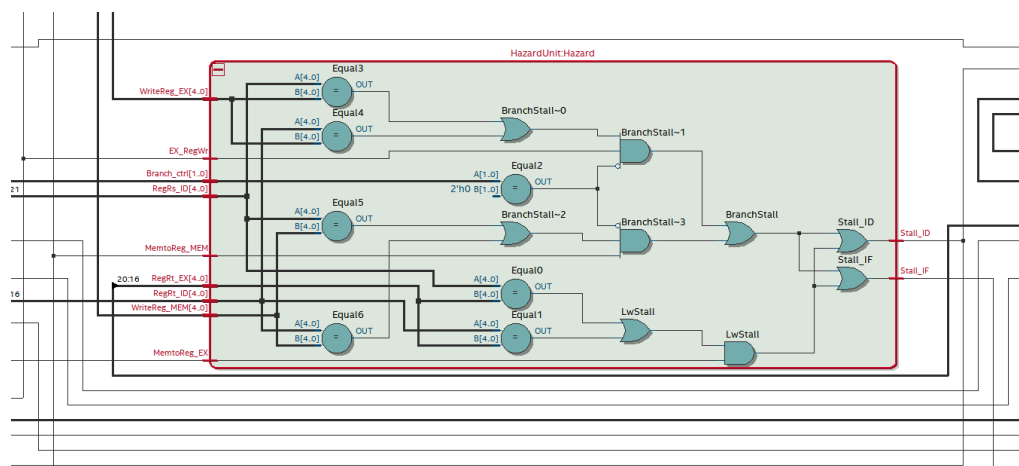 HazardUnit:Hazard
Equal3
A[4..0]
OUT
B[4..0]
WriteReg_EX[4..0]
Equal4
A[4..0]
OUT
B[4..0]
BranchStall~0
BranchStall~1
EX_RegWr
Equal2
Branch_ctrl[1..0]
A[1..0]
OUT
21
RegRs_ID[4..0]
2'h0 B[1..0]
Equal5
A[4..0]
OUT
B[4..0]
BranchStall~2
BranchStall~3
BranchStall
Stall_ID
Stall_ID
MemtoReg_MEM
Equal0
A[4..0]
OUT
B[4..0]
Stall_IF
Stall_IF
20:16
RegRt_EX[4..0]
16
RegRt_ID[4..0]
WriteReg_MEM[4..0]
Equal6
A[4..0]
OUT
B[4..0]
Equal1
A[4..0]
OUT
B[4..0]
LwStall
LwStall
MemtoReg_EX